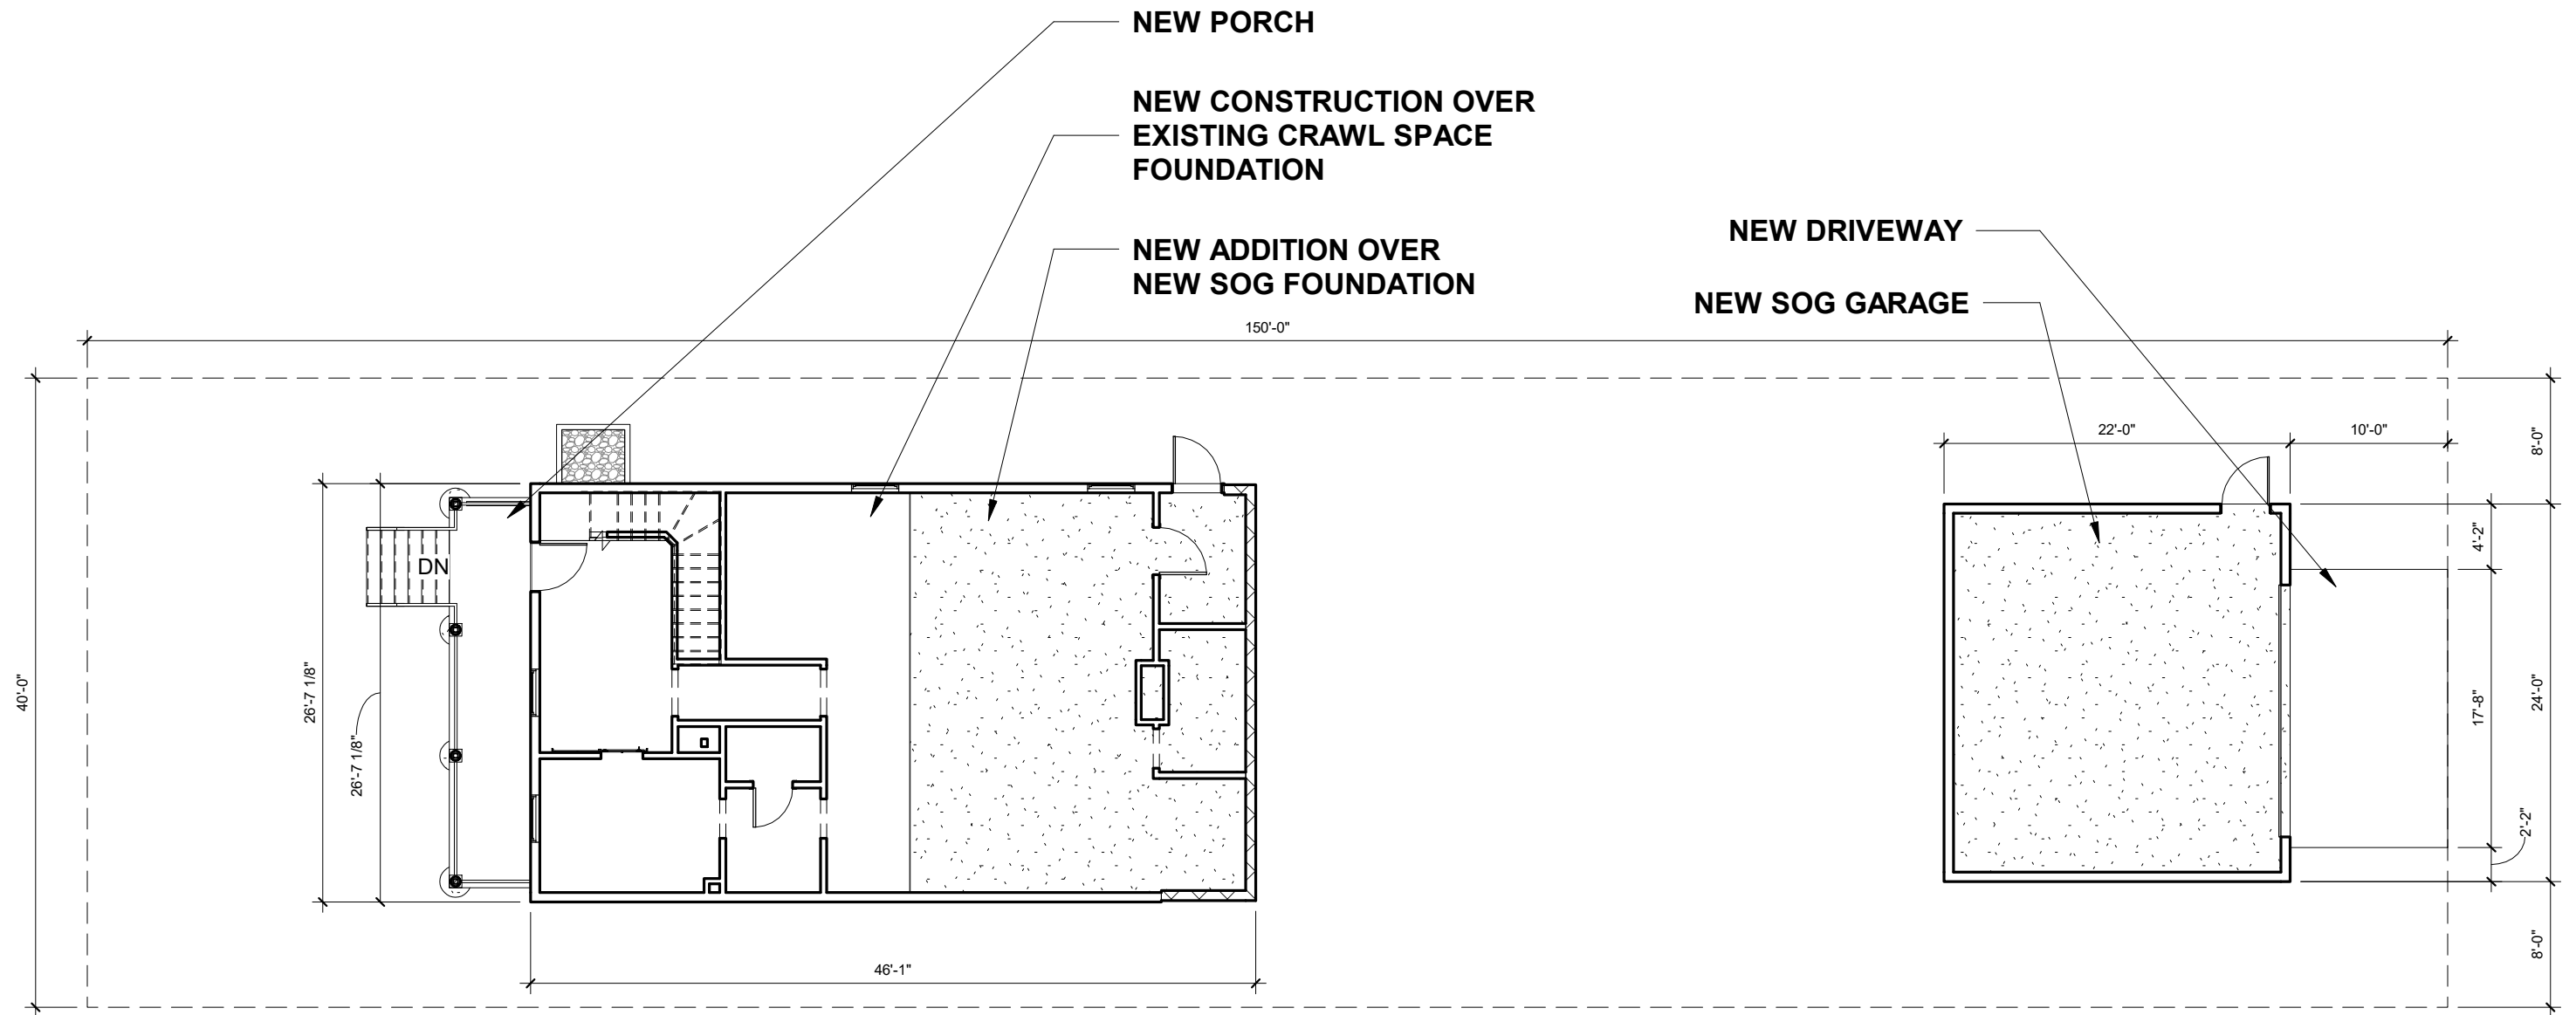 NEW PORCH
NEW CONSTRUCTION OVER
EXISTING CRAWL SPACE
FOUNDATION
NEW ADDITION OVER
NEW SOG FOUNDATION
NEW DRIVEWAY
NEW SOG GARAGE
150'-0"
22'-0"
10'-0"
8'-0"
4'-2"
DN
40'-0"
26'-7 1/8"
26'-7 1/8"
17'-8"
24'-0"
2'-2"
46'-1"
8'-0"